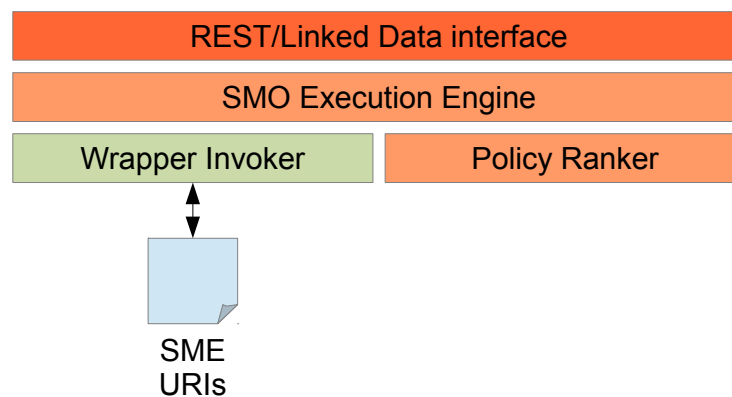 REST/Linked Data interface
SMO Execution Engine
Wrapper Invoker
Policy Ranker
SME
URIs